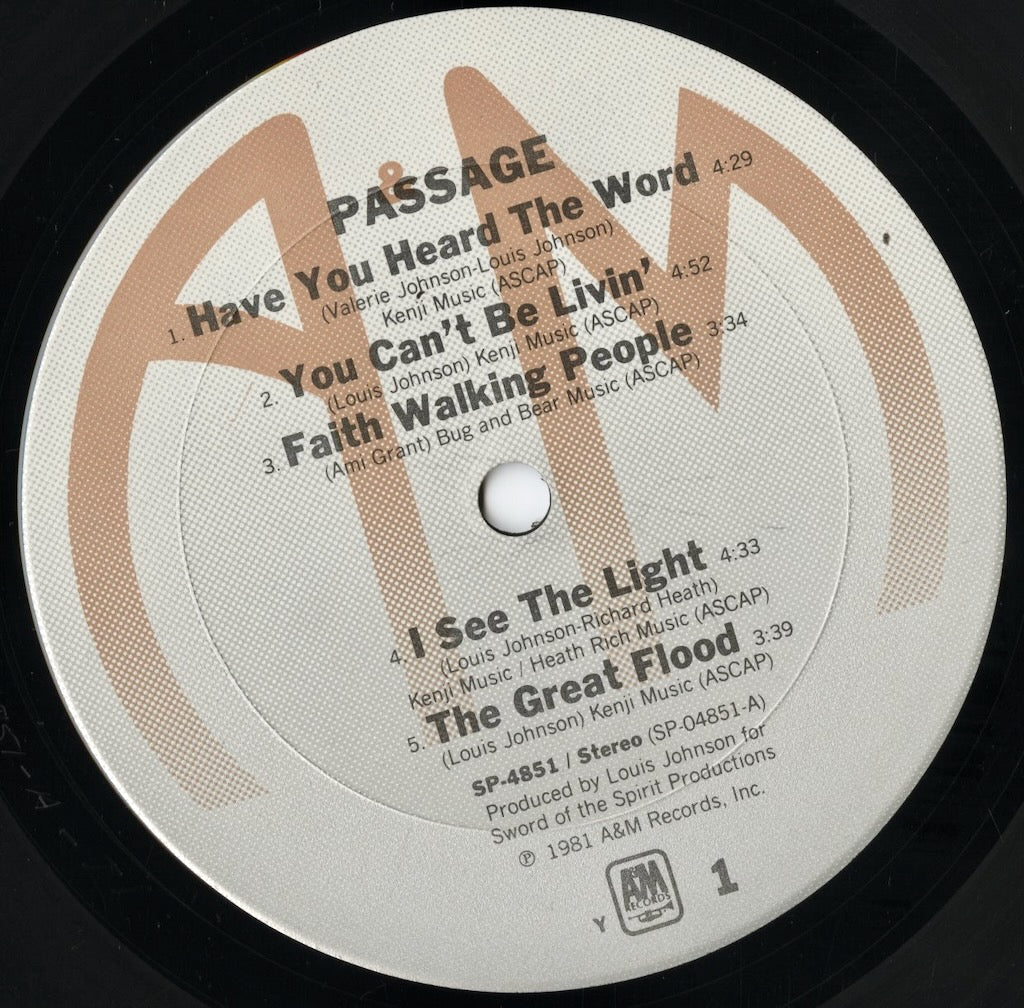 A&M
PASSAGE
1. Have You Heard The Word 4:29
(Valerie Johnson-Louis Johnson)
Kenji Music (ASCAP)
2. You Can't Be Livin' 4:52
(Louis Johnson) Kenji Music (ASCAP)
3. Faith Walking People 3:34
(Ami Grant) Bug and Bear Music (ASCAP)
4. I See The Light 4:33
(Louis Johnson-Richard Heath)
Kenji Music / Heath Rich Music (ASCAP)
5. The Great Flood 3:39
(Louis Johnson) Kenji Music (ASCAP)
SP-4851 / Stereo (SP-04851-A)
Produced by Louis Johnson for
Sword of the Spirit Productions
℗ 1981 A&M Records, Inc.
Y A&M RECORDS 1